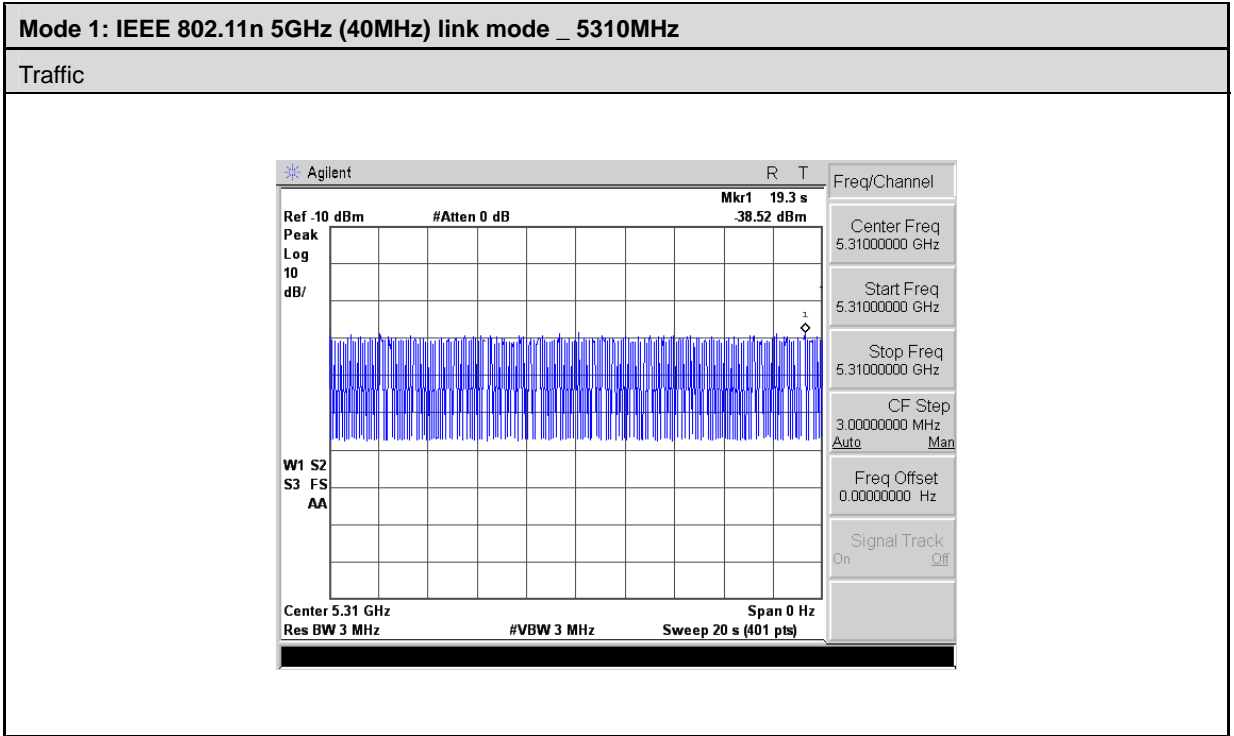 Mode 1: IEEE 802.11n 5GHz (40MHz) link mode _ 5310MHz
Traffic
Agilent R T
Mkr1 19.3 s
Ref -10 dBm #Atten 0 dB -38.52 dBm
Peak
Log
10
dB/
1
W1 S2
S3 FS
AA
Center 5.31 GHz Span 0 Hz
Res BW 3 MHz #VBW 3 MHz Sweep 20 s (401 pts)
Freq/Channel
Center Freq
5.31000000 GHz
Start Freq
5.31000000 GHz
Stop Freq
5.31000000 GHz
CF Step
3.00000000 MHz
Auto Man
Freq Offset
0.00000000 Hz
Signal Track
On Off